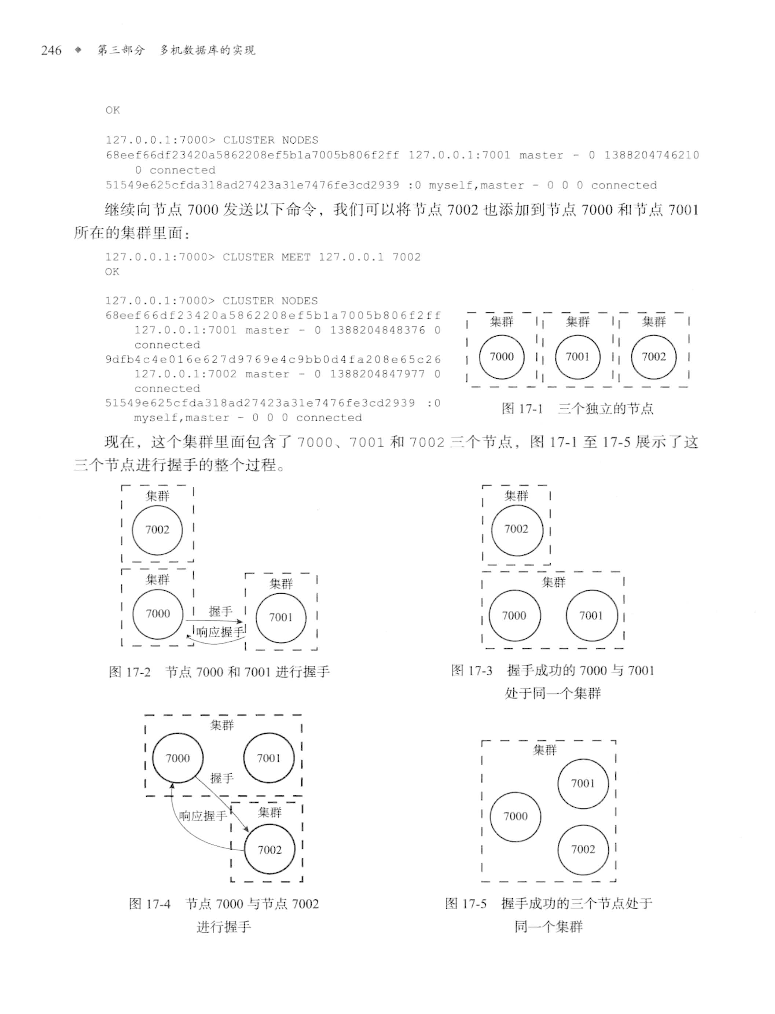 246 ◆ 第三部分 多机数据库的实现
OK
127.0.0.1:7000> CLUSTER NODES
68eef66df23420a5862208ef5b1a7005b806f2ff 127.0.0.1:7001 master - 0 1388204746210
0 connected
51549e625cfda318ad27423a31e7476fe3cd2939 :0 myself,master - 0 0 0 connected
继续向节点 7000 发送以下命令，我们可以将节点 7002 也添加到节点 7000 和节点 7001
所在的集群里面：
127.0.0.1:7000> CLUSTER MEET 127.0.0.1 7002
OK
127.0.0.1:7000> CLUSTER NODES
68eef66df23420a5862208ef5b1a7005b806f2ff
127.0.0.1:7001 master - 0 1388204848376 0
connected
9dfb4c4e016e627d9769e4c9bb0d4fa208e65c26
127.0.0.1:7002 master - 0 1388204847977 0
connected
51549e625cfda318ad27423a31e7476fe3cd2939 :0
myself,master - 0 0 0 connected
集群 集群 集群
7000 7001 7002
图 17-1 三个独立的节点
现在，这个集群里面包含了 7000、7001 和 7002 三个节点，图 17-1 至 17-5 展示了这
三个节点进行握手的整个过程。
集群
7002
集群 集群
7000 握手 7001
响应握手
图 17-2 节点 7000 和 7001 进行握手
集群
7002
集群
7000 7001
图 17-3 握手成功的 7000 与 7001
处于同一个集群
集群
7000 7001
握手
响应握手 集群
7002
图 17-4 节点 7000 与节点 7002
进行握手
集群
7001
7000
7002
图 17-5 握手成功的三个节点处于
同一个集群